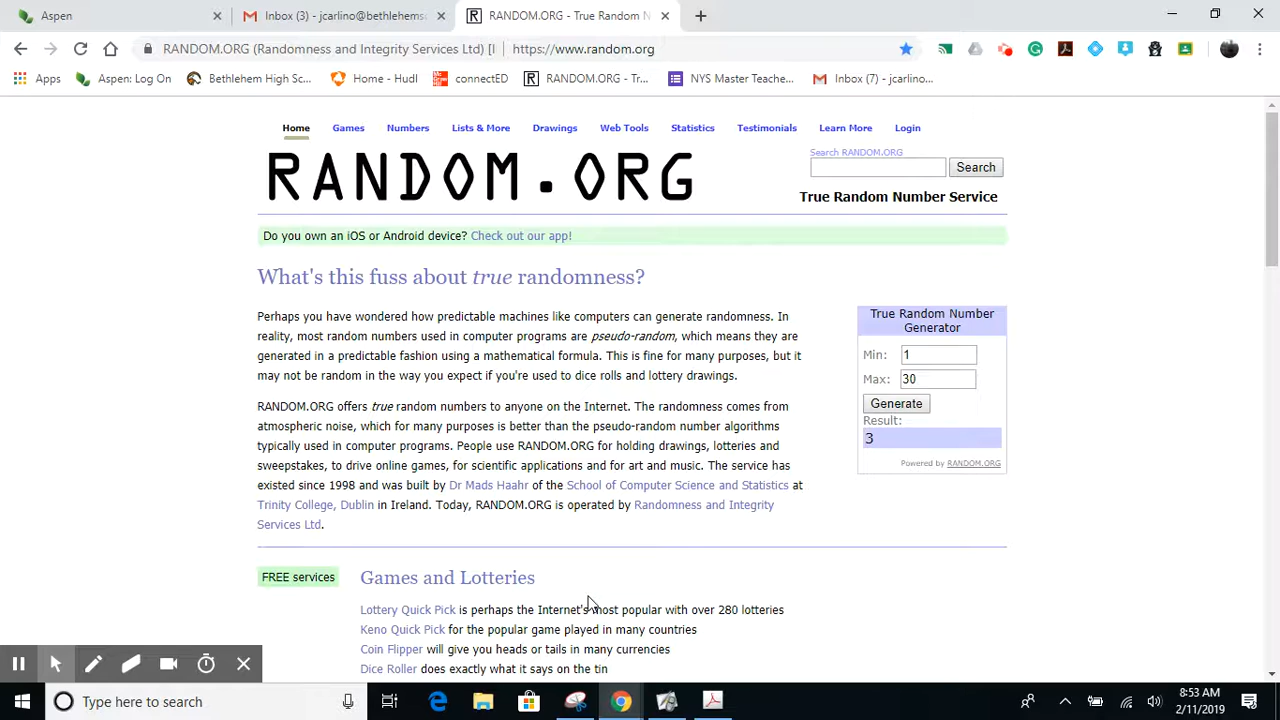 Aspen
Inbox (3) - jcarlino@bethlehemsc
RANDOM.ORG - True Random N
RANDOM.ORG (Randomness and Integrity Services Ltd) [I
https://www.random.org
Apps
Aspen: Log On
Bethlehem High Sc...
Home - Hudl
connectED
RANDOM.ORG - Tr...
NYS Master Teache...
Inbox (7) - jcarlino...
Home
Games
Numbers
Lists & More
Drawings
Web Tools
Statistics
Testimonials
Learn More
Login
RANDOM.ORG
Search RANDOM.ORG
Search
True Random Number Service
Do you own an iOS or Android device? Check out our app!
What's this fuss about true randomness?
Perhaps you have wondered how predictable machines like computers can generate randomness. In
reality, most random numbers used in computer programs are pseudo-random, which means they are
generated in a predictable fashion using a mathematical formula. This is fine for many purposes, but it
may not be random in the way you expect if you're used to dice rolls and lottery drawings.
RANDOM.ORG offers true random numbers to anyone on the Internet. The randomness comes from
atmospheric noise, which for many purposes is better than the pseudo-random number algorithms
typically used in computer programs. People use RANDOM.ORG for holding drawings, lotteries and
sweepstakes, to drive online games, for scientific applications and for art and music. The service has
existed since 1998 and was built by Dr Mads Haahr of the School of Computer Science and Statistics at
Trinity College, Dublin in Ireland. Today, RANDOM.ORG is operated by Randomness and Integrity
Services Ltd.
True Random Number
Generator
Min: 1
Max: 30
Generate
Result:
3
Powered by RANDOM.ORG
FREE services
Games and Lotteries
Lottery Quick Pick is perhaps the Internet's most popular with over 280 lotteries
Keno Quick Pick for the popular game played in many countries
Coin Flipper will give you heads or tails in many currencies
Dice Roller does exactly what it says on the tin
Type here to search
8:53 AM
2/11/2019